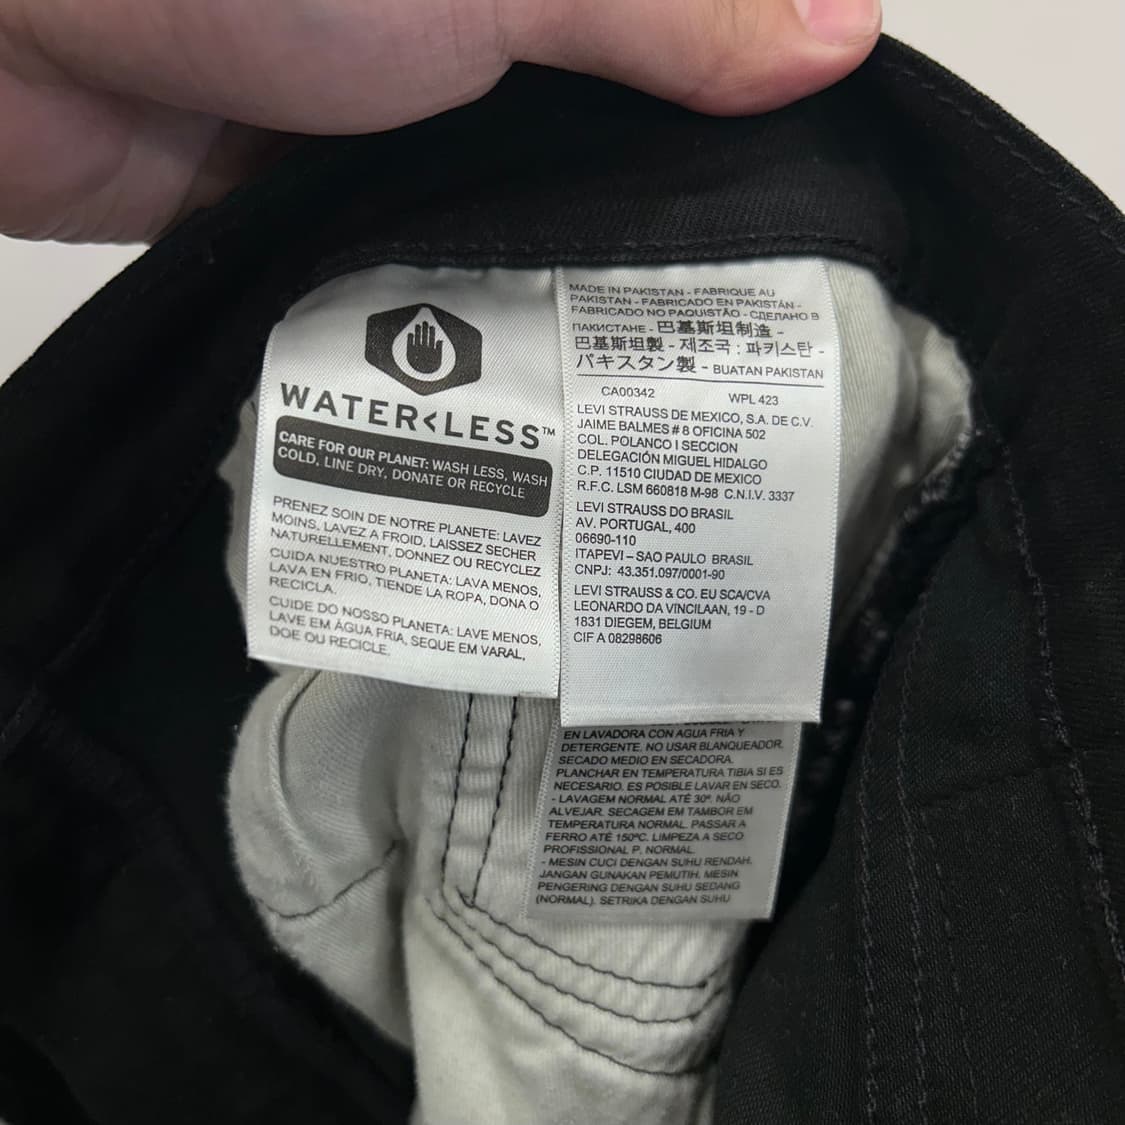 WATER<LESS™
CARE FOR OUR PLANET: WASH LESS, WASH
COLD, LINE DRY, DONATE OR RECYCLE
PRENEZ SOIN DE NOTRE PLANETE: LAVEZ
MOINS, LAVEZ A FROID, LAISSEZ SECHER
NATURELLEMENT, DONNEZ OU RECYCLEZ
CUIDA NUESTRO PLANETA: LAVA MENOS,
LAVA EN FRIO, TIENDE LA ROPA, DONA O
RECICLA.
CUIDE DO NOSSO PLANETA: LAVE MENOS,
LAVE EM ÁGUA FRIA, SEQUE EM VARAL,
DOE OU RECICLE.
MADE IN PAKISTAN - FABRIQUE AU
PAKISTAN - FABRICADO EN PAKISTÁN -
FABRICADO NO PAQUISTÃO - СДЕЛАНО В
ПАКИСТАНЕ - 巴基斯坦制造 -
巴基斯坦製 - 제조국 : 파키스탄 -
パキスタン製 - BUATAN PAKISTAN
CA00342 WPL 423
LEVI STRAUSS DE MEXICO, S.A. DE C.V.
JAIME BALMES # 8 OFICINA 502
COL. POLANCO I SECCION
DELEGACIÓN MIGUEL HIDALGO
C.P. 11510 CIUDAD DE MEXICO
R.F.C. LSM 660818 M-98 C.N.I.V. 3337
LEVI STRAUSS DO BRASIL
AV. PORTUGAL, 400
06690-110
ITAPEVI – SAO PAULO BRASIL
CNPJ: 43.351.097/0001-90
LEVI STRAUSS & CO. EU SCA/CVA
LEONARDO DA VINCILAAN, 19 - D
1831 DIEGEM, BELGIUM
CIF A 08298606
EN LAVADORA CON AGUA FRIA Y
DETERGENTE. NO USAR BLANQUEADOR.
SECADO MEDIO EN SECADORA.
PLANCHAR EN TEMPERATURA TIBIA SI ES
NECESARIO. ES POSIBLE LAVAR EN SECO.
- LAVAGEM NORMAL ATÉ 30º. NÃO
ALVEJAR. SECAGEM EM TAMBOR EM
TEMPERATURA NORMAL. PASSAR A
FERRO ATÉ 150ºC. LIMPEZA A SECO
PROFISSIONAL P. NORMAL.
- MESIN CUCI DENGAN SUHU RENDAH.
JANGAN GUNAKAN PEMUTIH. MESIN
PENGERING DENGAN SUHU SEDANG
(NORMAL). SETRIKA DENGAN SUHU